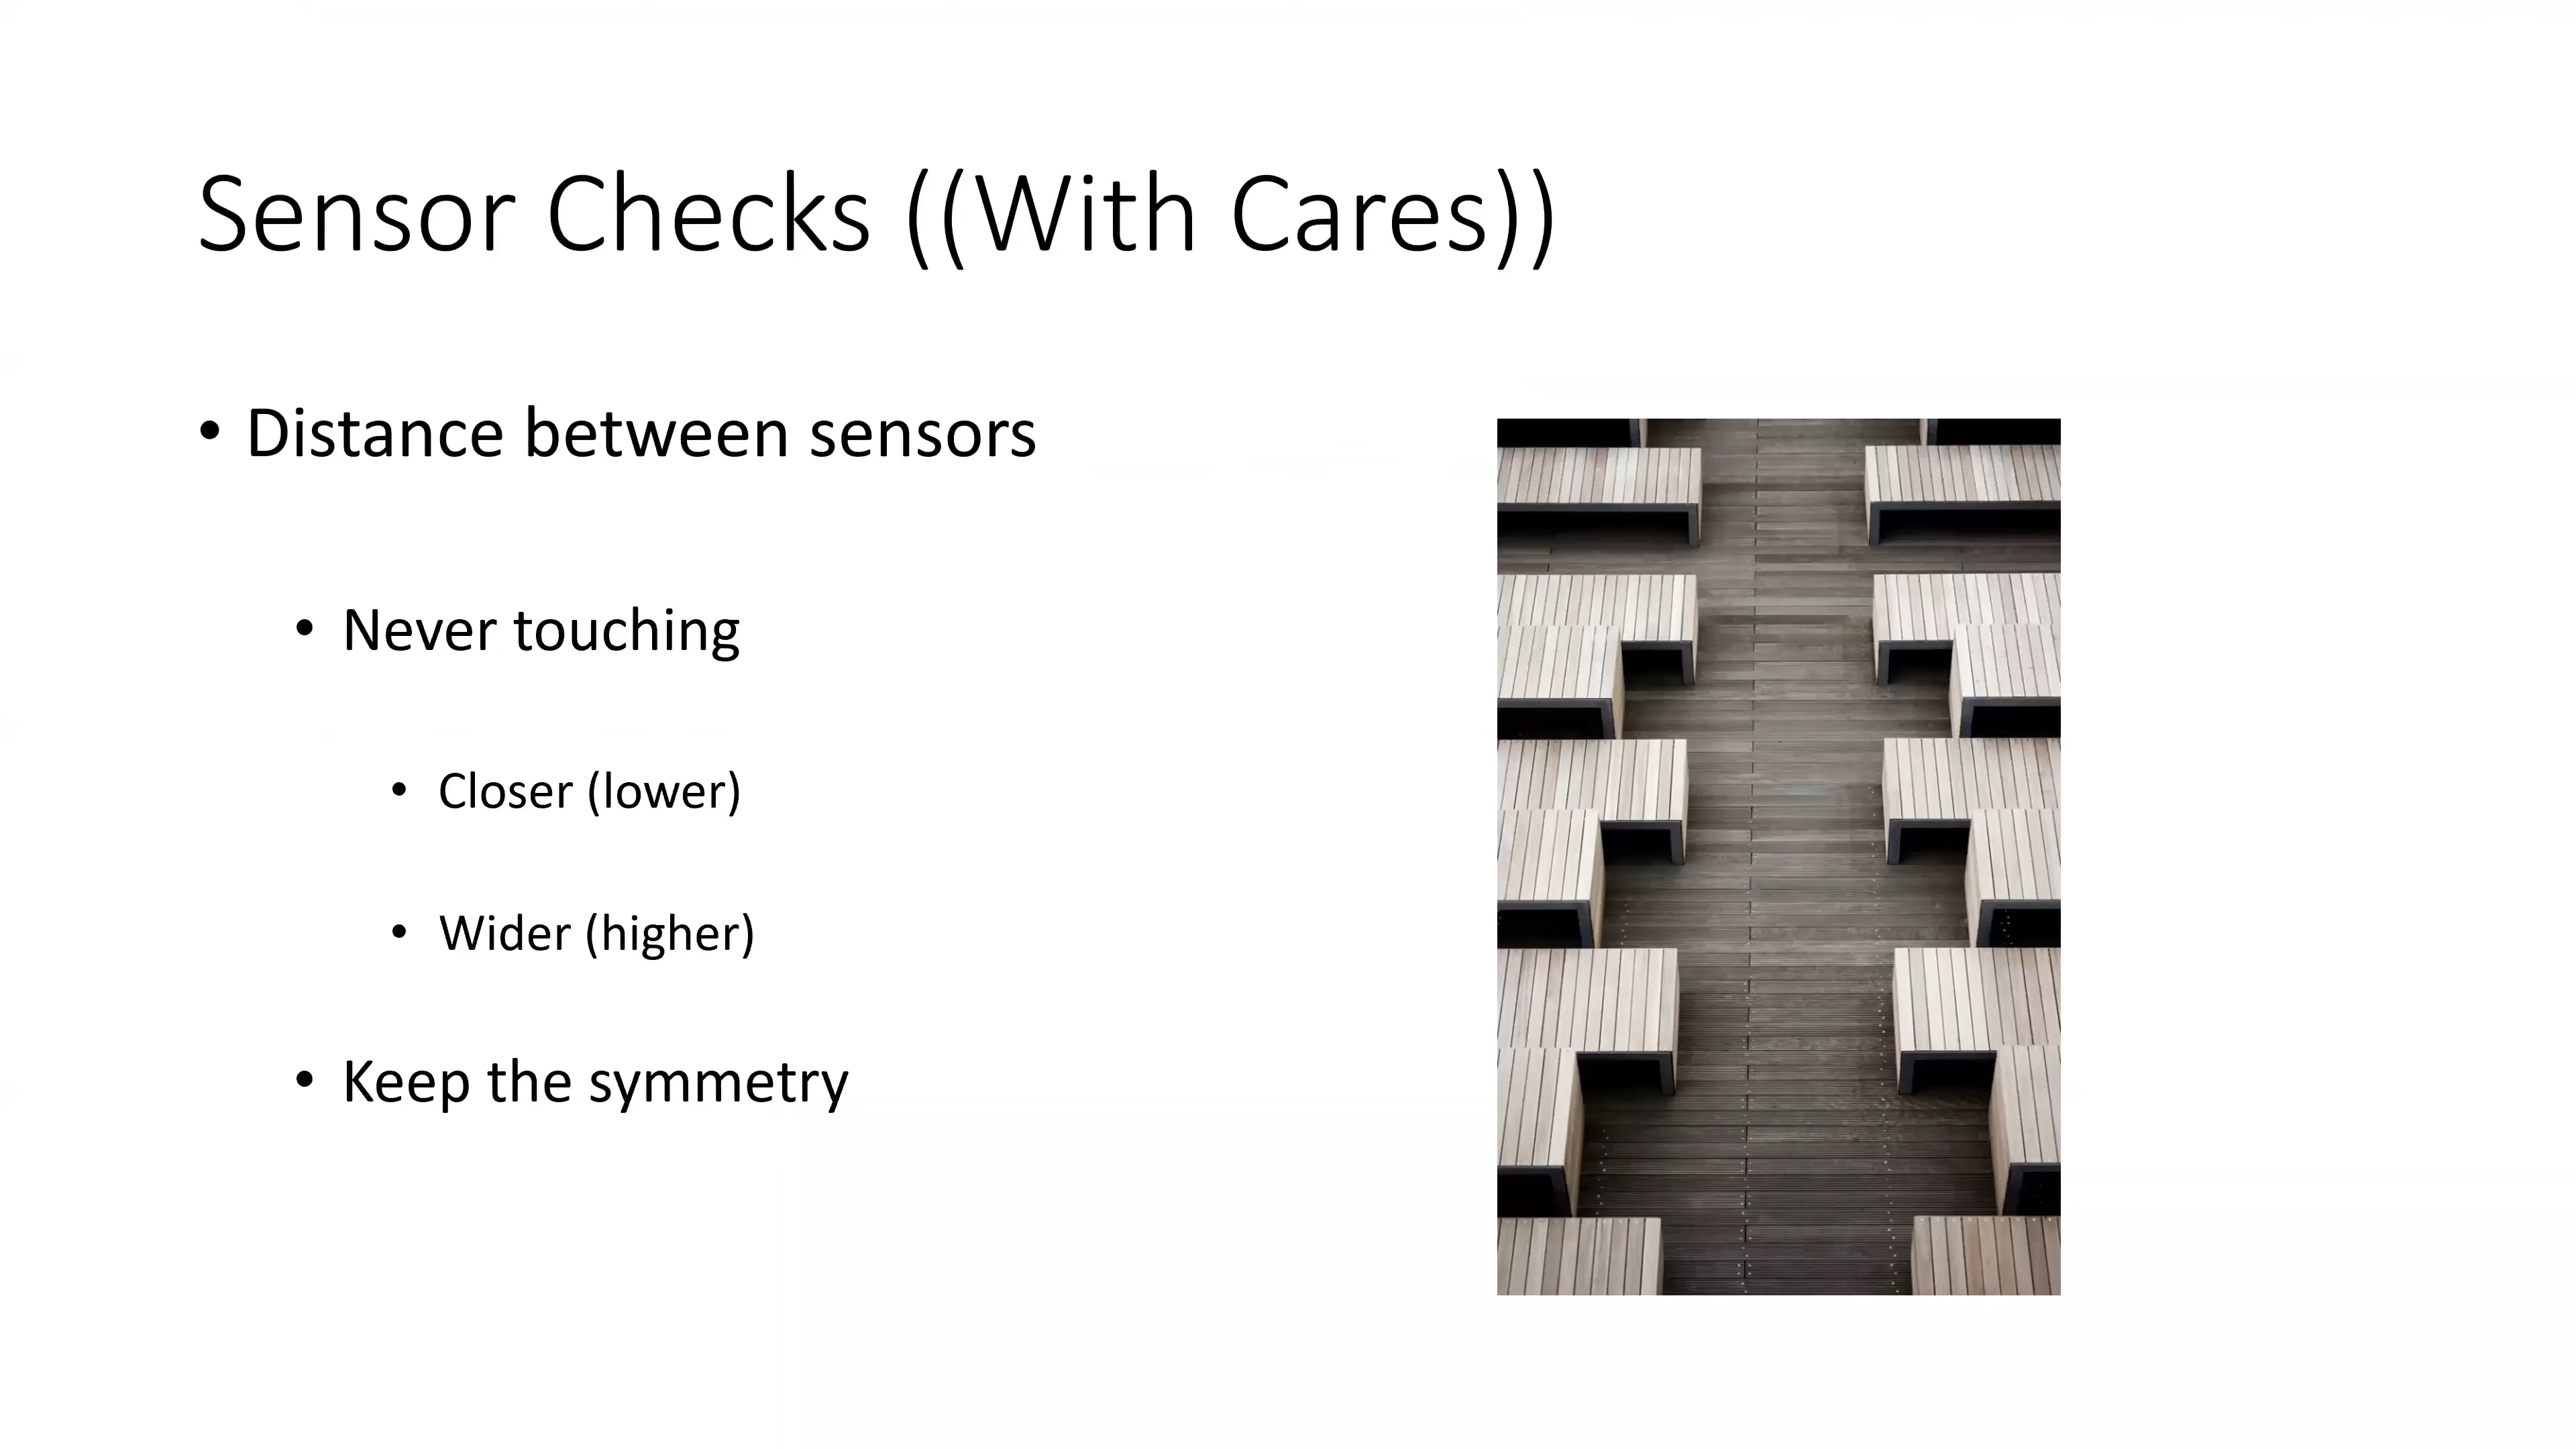 Sensor Checks ((With Cares))
• Distance between sensors
• Never touching
• Closer (lower)
• Wider (higher)
• Keep the symmetry